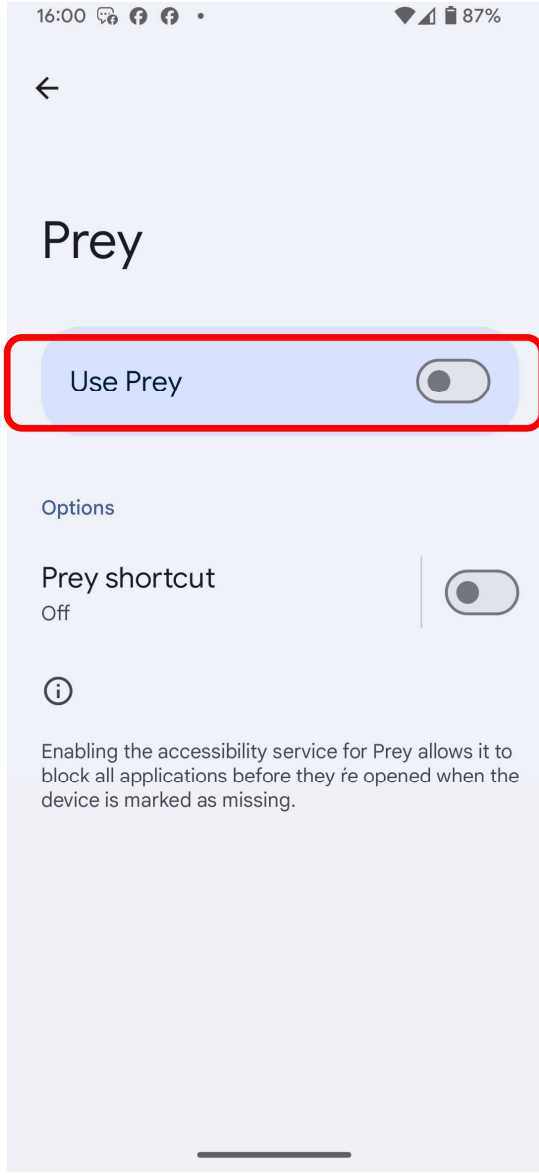 16:00 87%
Prey
Use Prey
Options
Prey shortcut
Off
Enabling the accessibility service for Prey allows it to
block all applications before they ŕe opened when the
device is marked as missing.